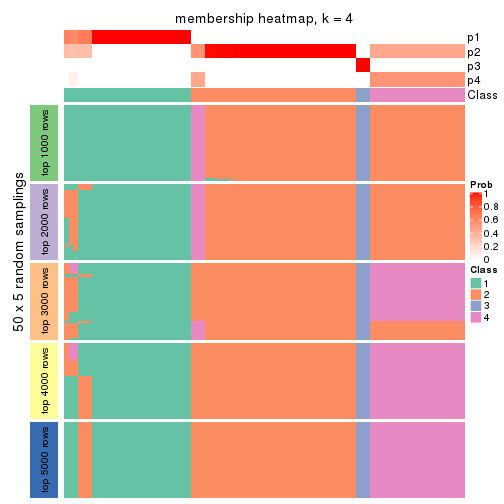 membership heatmap, k = 4
p1
p2
p3
p4
Class
50 x 5 random samplings
top 1000 rows
top 2000 rows
top 3000 rows
top 4000 rows
top 5000 rows
Prob
1
0.8
0.6
0.4
0.2
0
Class
1
2
3
4